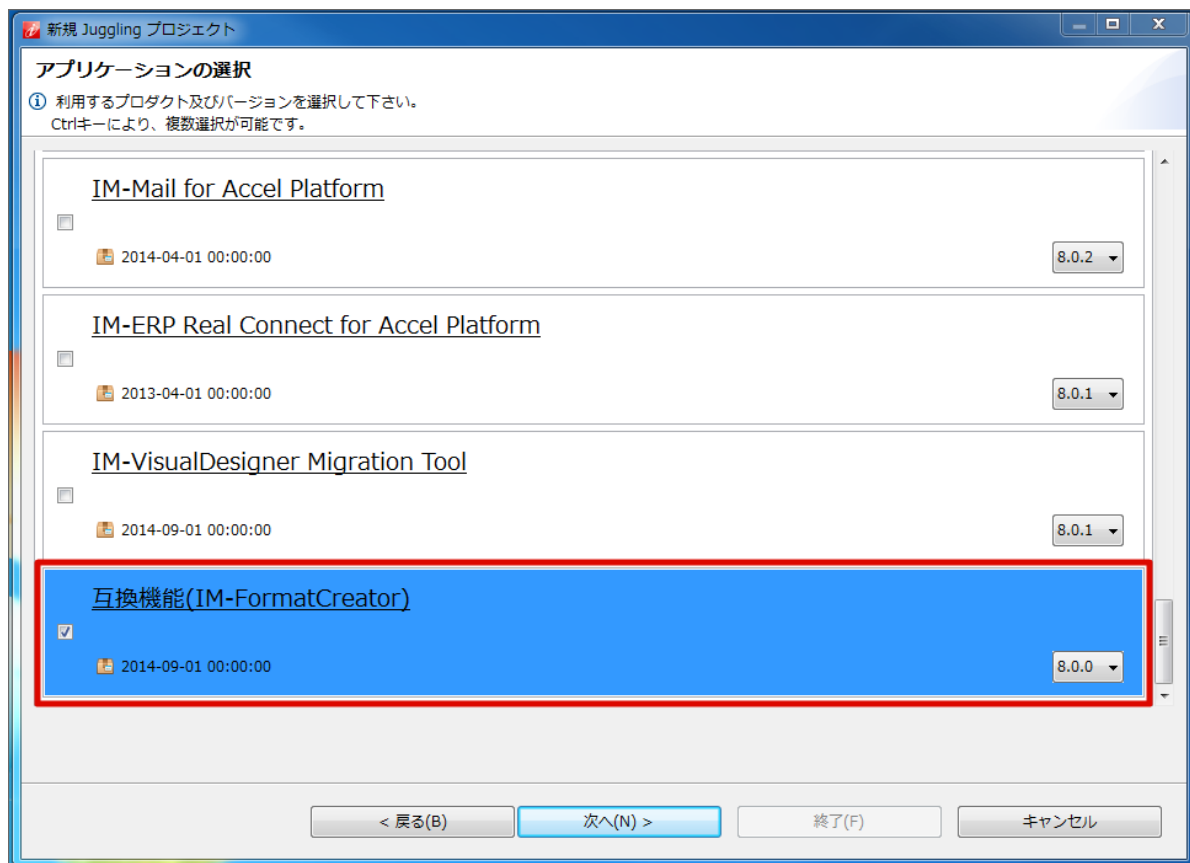 新規 Juggling プロジェクト
アプリケーションの選択
利用するプロダクト及びバージョンを選択して下さい。
Ctrlキーにより、複数選択が可能です。
IM-Mail for Accel Platform
2014-04-01 00:00:00
8.0.2
IM-ERP Real Connect for Accel Platform
2013-04-01 00:00:00
8.0.1
IM-VisualDesigner Migration Tool
2014-09-01 00:00:00
8.0.1
互換機能(IM-FormatCreator)
2014-09-01 00:00:00
8.0.0
< 戻る(B)
次へ(N) >
終了(F)
キャンセル